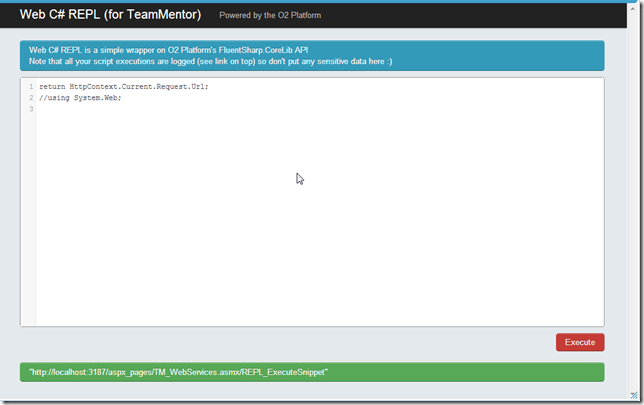 Web C# REPL (for TeamMentor) Powered by the O2 Platform
Web C# REPL is a simple wrapper on O2 Platform's FluentSharp.CoreLib API
Note that all your script executions are logged (see link on top) so don't put any sensitive data here :)
1 return HttpContext.Current.Request.Url;
2 //using System.Web;
3
Execute
"http://localhost:3187/aspx_pages/TM_WebServices.asmx/REPL_ExecuteSnippet"